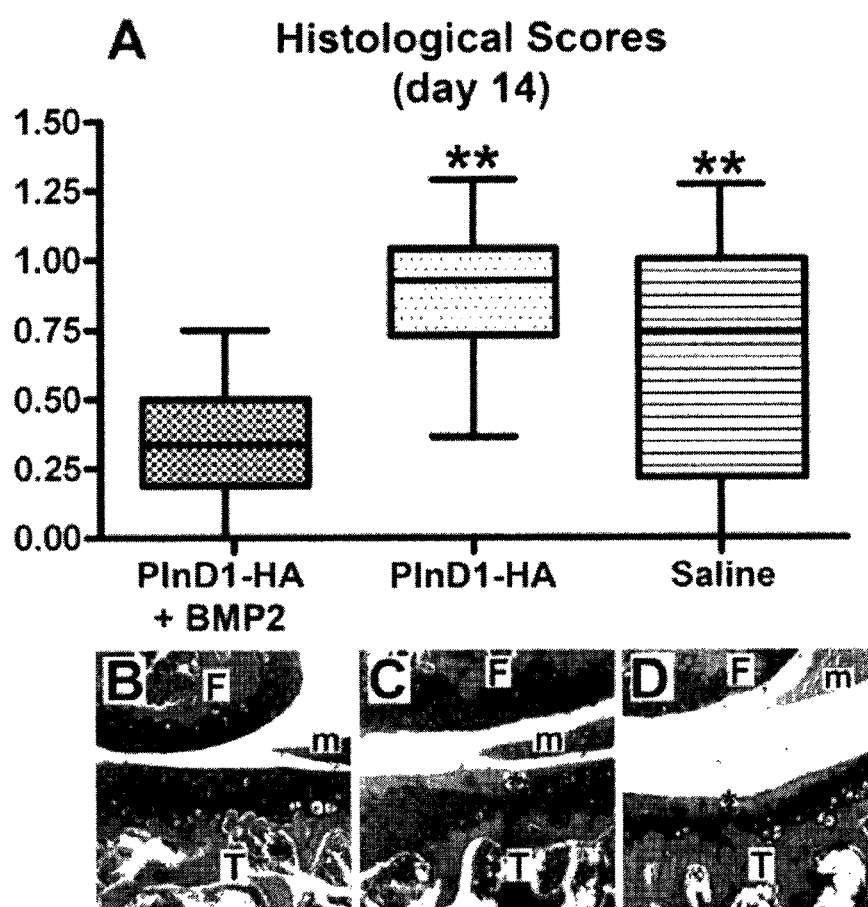 A
Histological Scores
(day 14)
1.50
1.25
1.00
0.75
0.50
0.25
0.00
**
**
PlnD1-HA
+ BMP2
PlnD1-HA
Saline
B
F
m
T
C
F
m
*
T
D
F
m
*
T